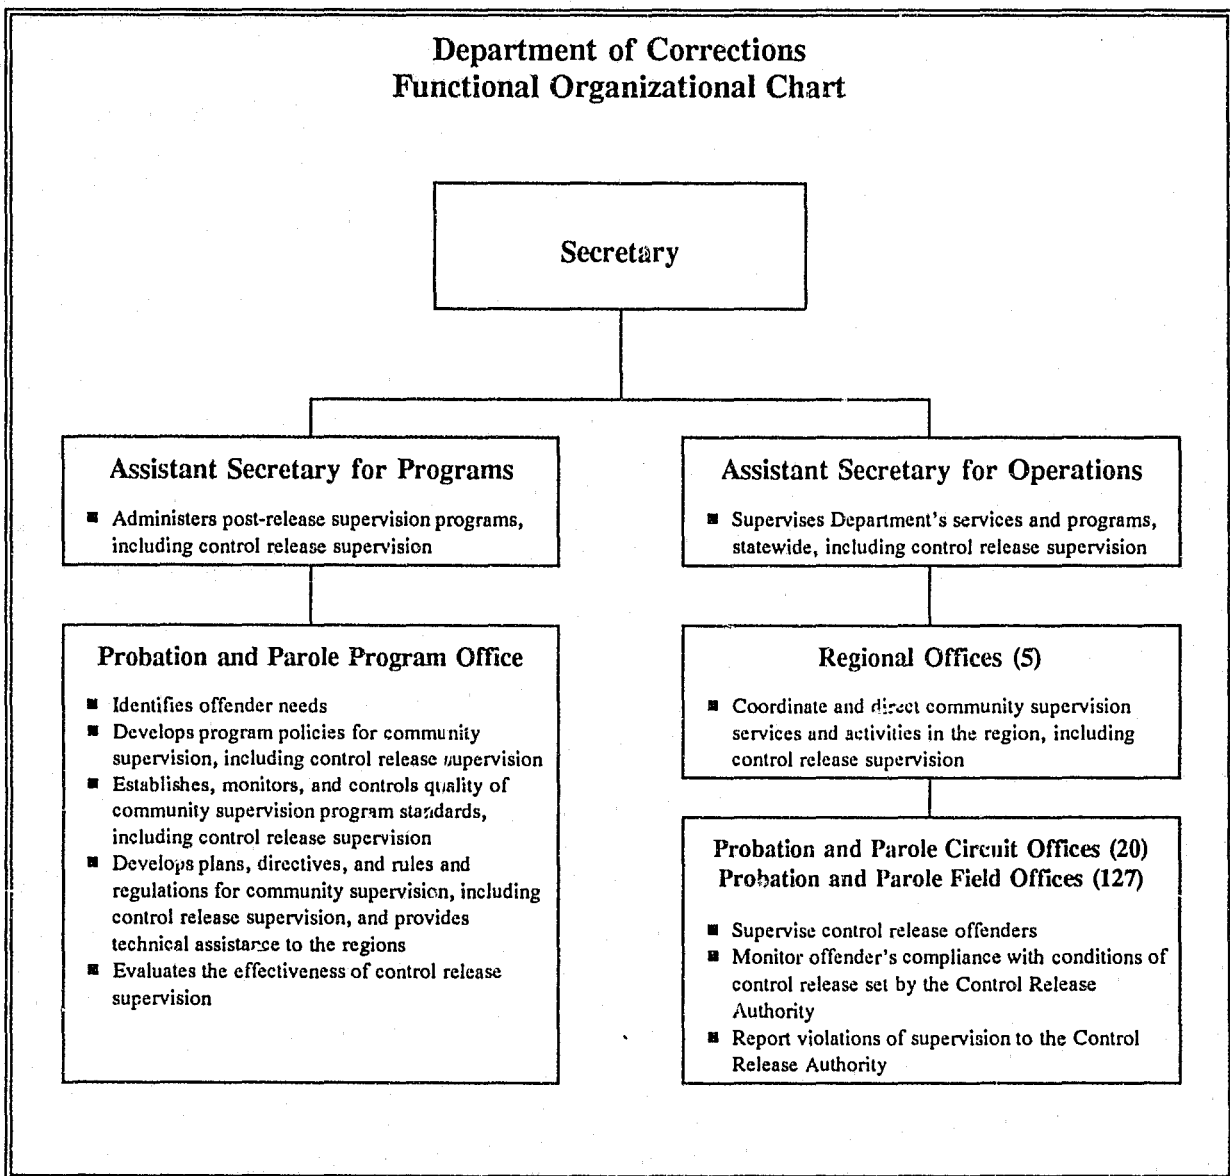 Department of Corrections
Functional Organizational Chart
Secretary
Assistant Secretary for Programs
■ Administers post-release supervision programs,
including control release supervision
Assistant Secretary for Operations
■ Supervises Department's services and programs,
statewide, including control release supervision
Probation and Parole Program Office
■ Identifies offender needs
■ Develops program policies for community
supervision, including control release supervision
■ Establishes, monitors, and controls quality of
community supervision program standards,
including control release supervision
■ Develops plans, directives, and rules and
regulations for community supervision, including
control release supervision, and provides
technical assistance to the regions
■ Evaluates the effectiveness of control release
supervision
Regional Offices (5)
■ Coordinate and direct community supervision
services and activities in the region, including
control release supervision
Probation and Parole Circuit Offices (20)
Probation and Parole Field Offices (127)
■ Supervise control release offenders
■ Monitor offender's compliance with conditions of
control release set by the Control Release
Authority
■ Report violations of supervision to the Control
Release Authority